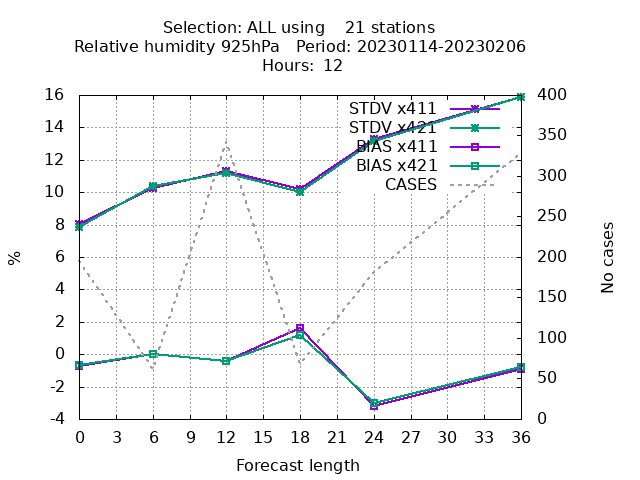 Selection: ALL using    21 stations
Relative humidity 925hPa   Period: 20230114-20230206
Hours: 12
STDV x411
STDV x421
BIAS x411
BIAS x421
CASES
16
14
12
10
8
6
4
2
0
-2
-4
%
400
350
300
250
200
150
100
50
0
No cases
0 3 6 9 12 15 18 21 24 27 30 33 36
Forecast length